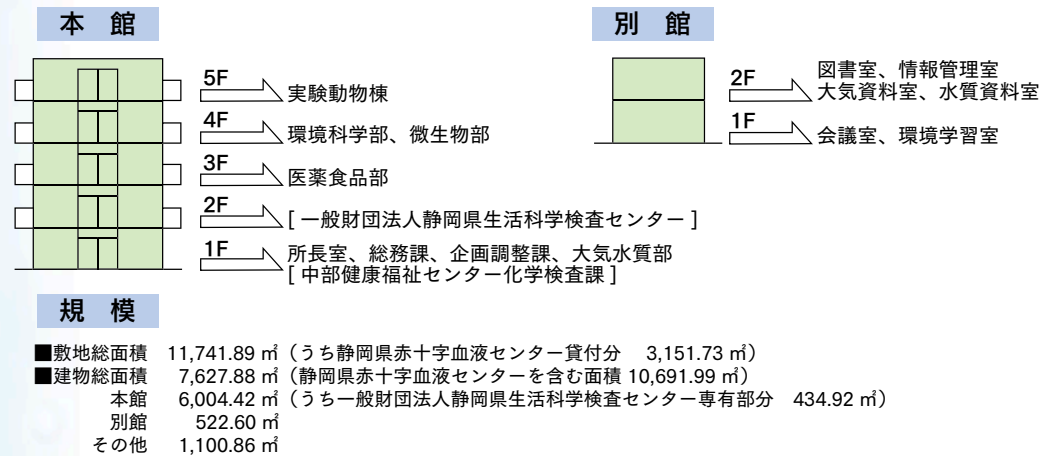 本　館
5F
実験動物棟
4F
環境科学部、微生物部
3F
医薬食品部
2F
[ 一般財団法人静岡県生活科学検査センター ]
1F
所長室、総務課、企画調整課、大気水質部
[ 中部健康福祉センター化学検査課 ]
別　館
2F
図書室、情報管理室
大気資料室、水質資料室
1F
会議室、環境学習室
規　模
■敷地総面積　11,741.89 ㎡（うち静岡県赤十字血液センター貸付分　3,151.73 ㎡）
■建物総面積　7,627.88 ㎡（静岡県赤十字血液センターを含む面積 10,691.99 ㎡）
本館　6,004.42 ㎡（うち一般財団法人静岡県生活科学検査センター専有部分　434.92 ㎡）
別館　522.60 ㎡
その他　1,100.86 ㎡